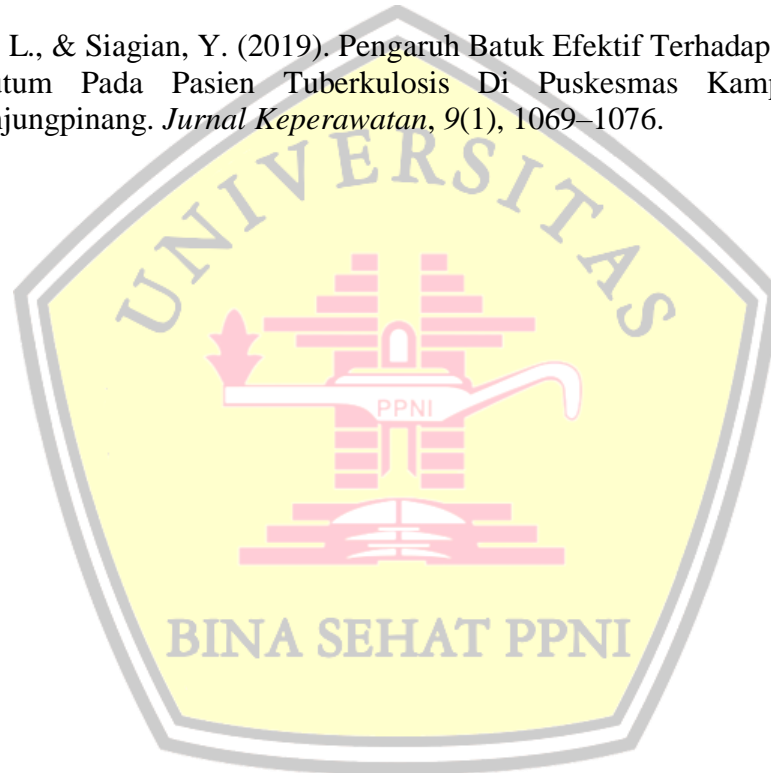 L., & Siagian, Y. (2019). Pengaruh Batuk Efektif Terhadap
tum Pada Pasien Tuberkulosis Di Puskesmas Kamp
jungpinang. Jurnal Keperawatan, 9(1), 1069–1076.
UNIVERSITAS
PPNI
BINA SEHAT PPNI